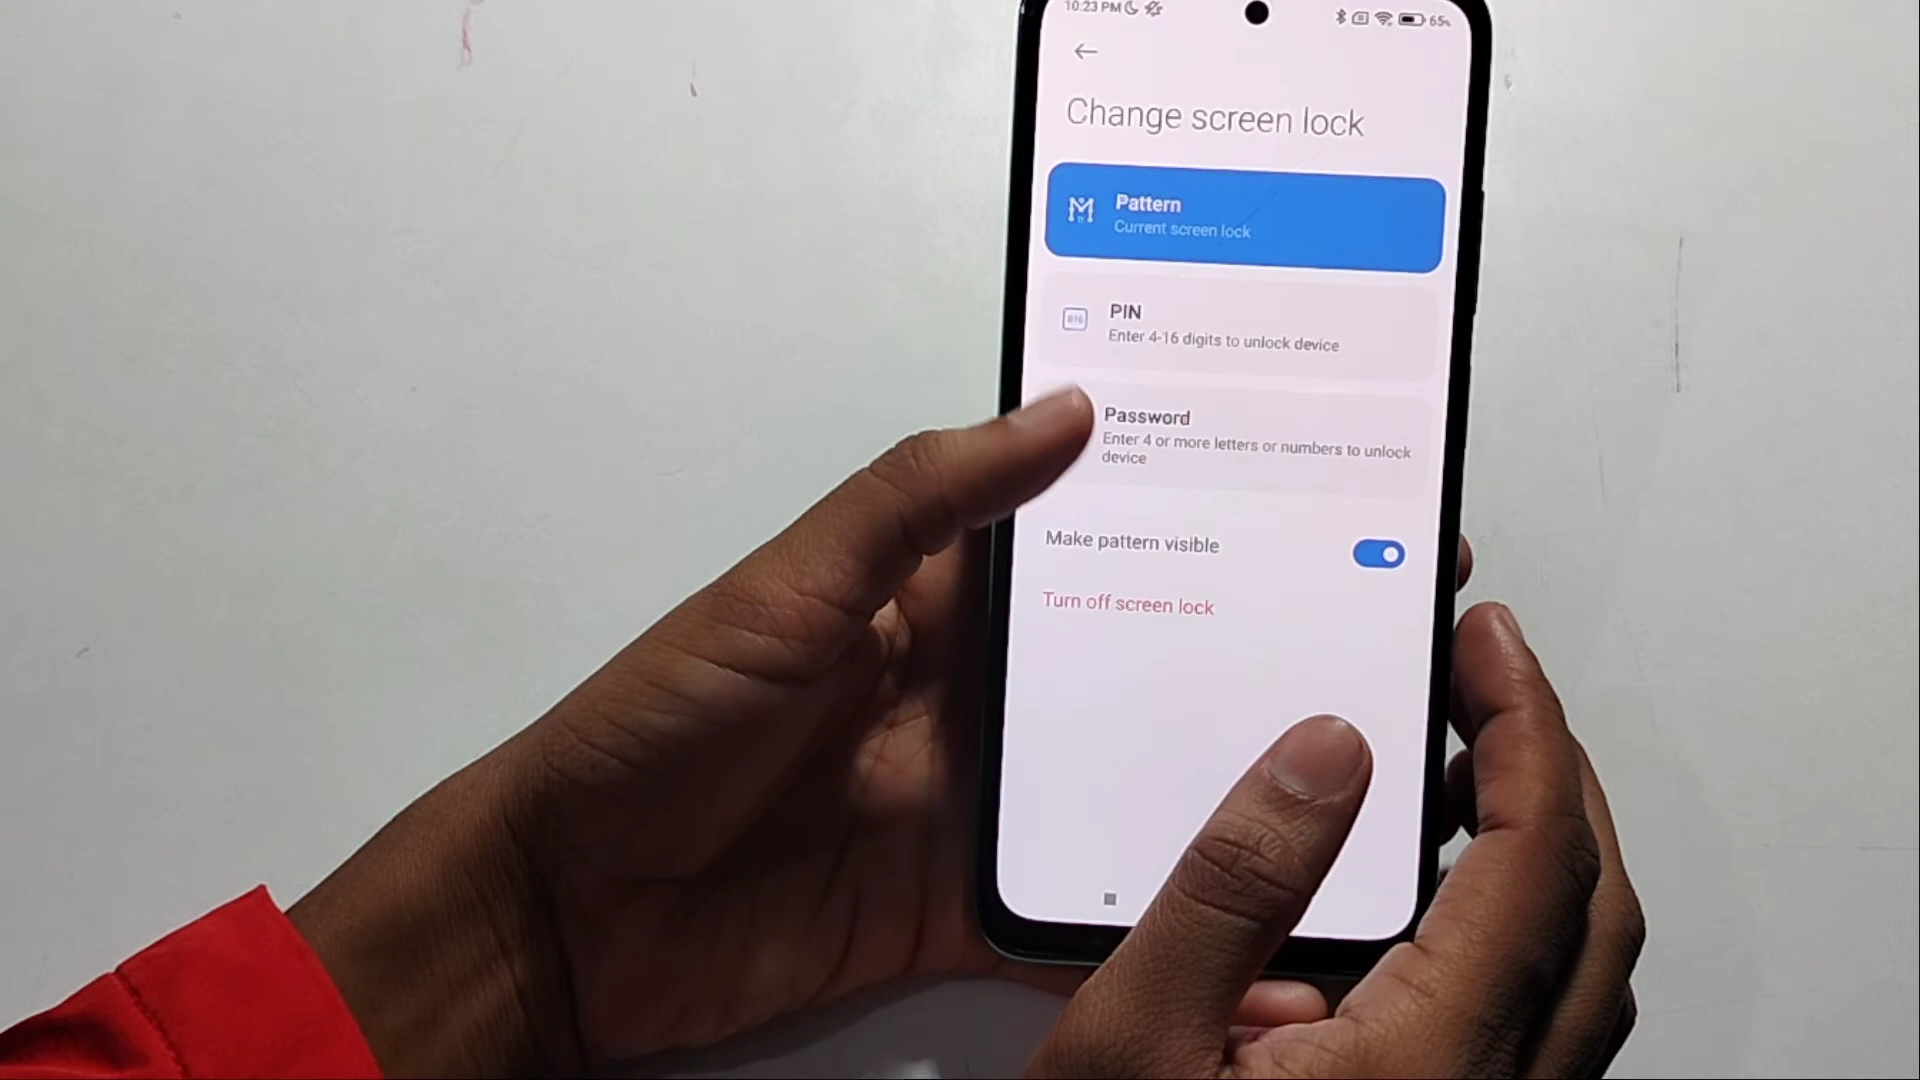 10:23 PM
65%
Change screen lock
Pattern
Current screen lock
PIN
Enter 4-16 digits to unlock device
Password
Enter 4 or more letters or numbers to unlock
device
Make pattern visible
Turn off screen lock